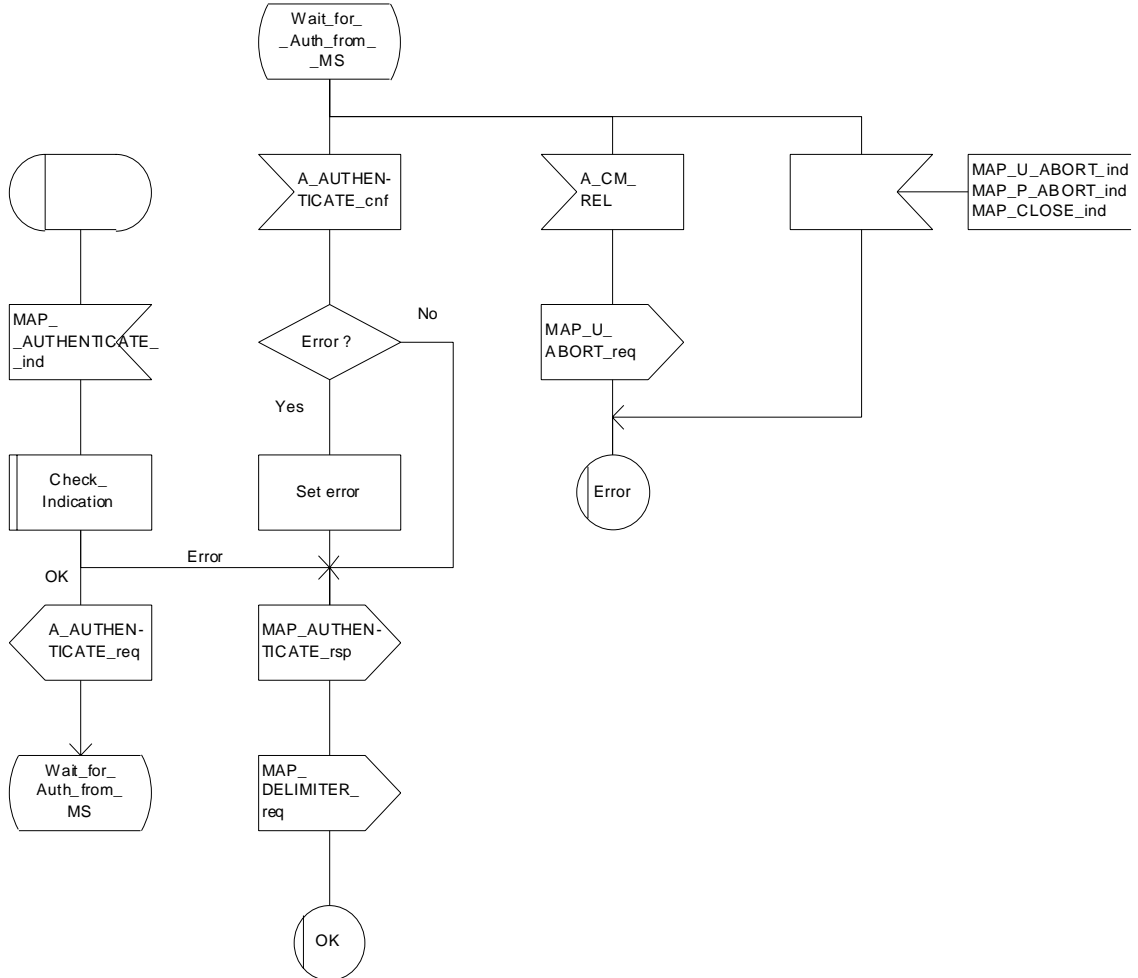 Wait_for_
_Auth_from_
_MS
A_AUTHEN-
TICATE_cnf
A_CM_
REL
MAP_U_ABORT_ind
MAP_P_ABORT_ind
MAP_CLOSE_ind
MAP_
_AUTHENTICATE_
_ind
Error ?
No
MAP_U_
ABORT_req
Yes
Check_
Indication
Set error
Error
Error
OK
A_AUTHEN-
TICATE_req
MAP_AUTHEN-
TICATE_rsp
Wait_for_
Auth_from_
MS
MAP_
DELIMITER_
req
OK